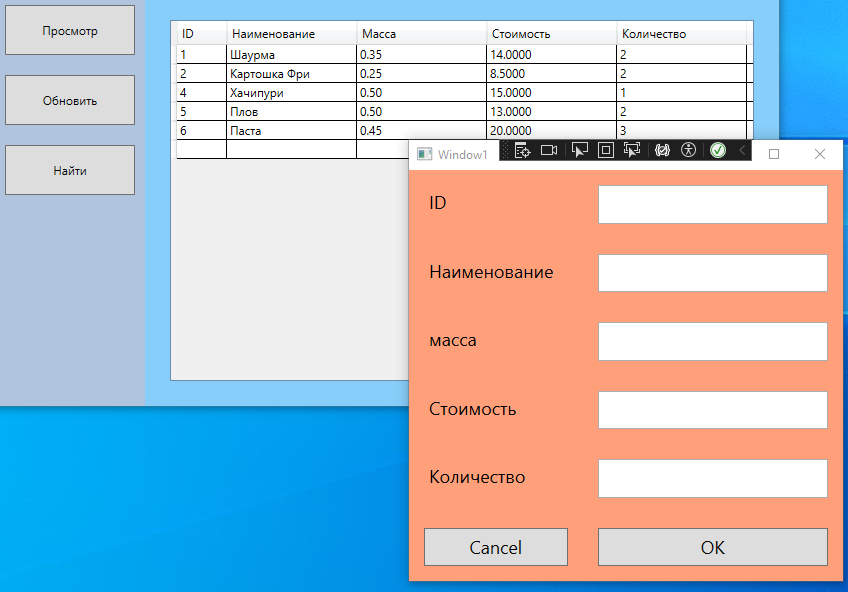 Просмотр
Обновить
Найти
ID Наименование Масса Стоимость Количество
1 Шаурма 0.35 14.0000 2
2 Картошка Фри 0.25 8.5000 2
4 Хачипури 0.50 15.0000 1
5 Плов 0.50 13.0000 2
6 Паста 0.45 20.0000 3
Window1
ID
Наименование
масса
Стоимость
Количество
Cancel OK